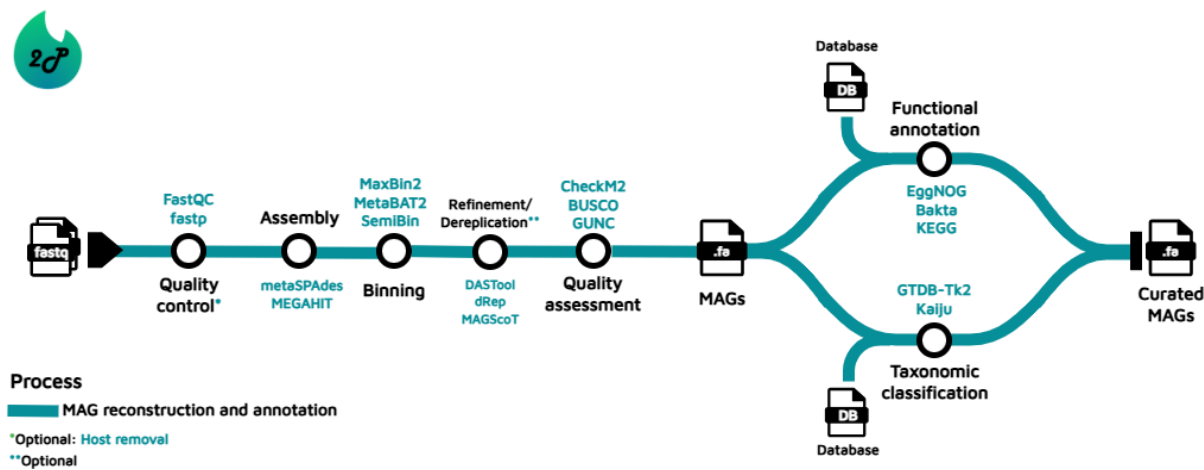 2P
Database
DB
Functional
annotation
FastQC
fastp
Assembly
MaxBin2
MetaBAT2
SemiBin
Refinement/
Dereplication**
CheckM2
BUSCO
GUNC
EggNOG
Bakta
KEGG
fastq
.fa
.fa
Quality
control*
metaSPAdes
MEGAHIT
Binning
DASTool
dRep
MAGScoT
Quality
assessment
MAGs
GTDB-Tk2
Kaiju
Curated
MAGs
Taxonomic
classification
DB
Database
Process
MAG reconstruction and annotation
*Optional: Host removal
**Optional